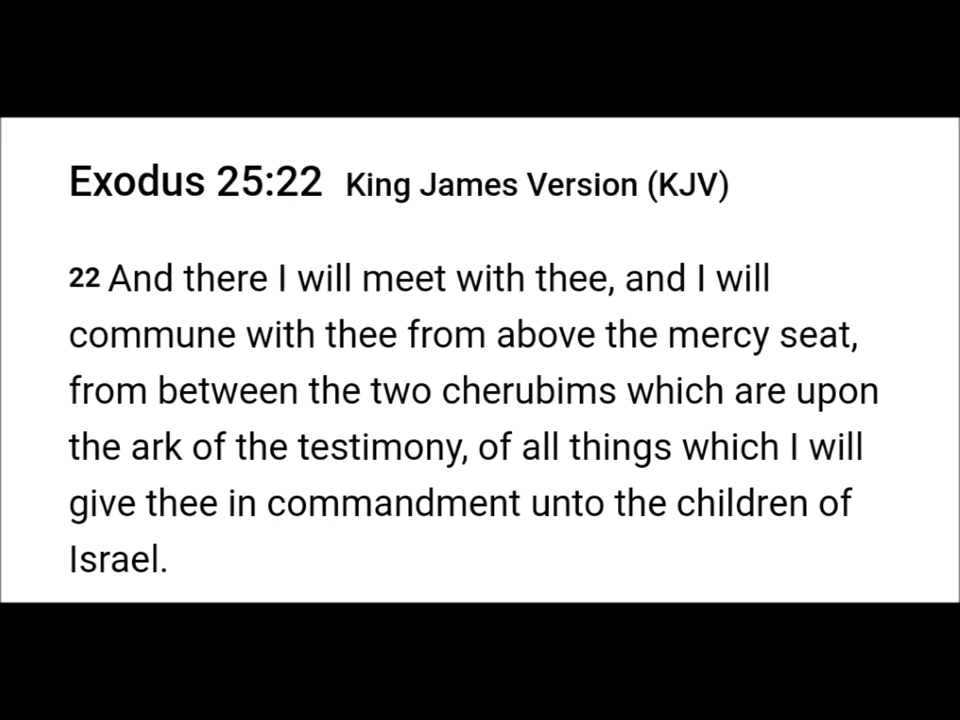 Exodus 25:22 King James Version (KJV)
22 And there I will meet with thee, and I will
commune with thee from above the mercy seat,
from between the two cherubims which are upon
the ark of the testimony, of all things which I will
give thee in commandment unto the children of
Israel.